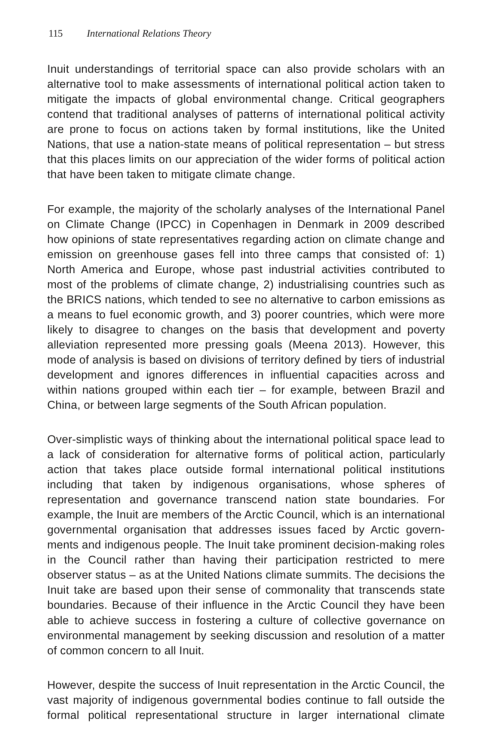 115 International Relations Theory
Inuit understandings of territorial space can also provide scholars with an
alternative tool to make assessments of international political action taken to
mitigate the impacts of global environmental change. Critical geographers
contend that traditional analyses of patterns of international political activity
are prone to focus on actions taken by formal institutions, like the United
Nations, that use a nation-state means of political representation – but stress
that this places limits on our appreciation of the wider forms of political action
that have been taken to mitigate climate change.
For example, the majority of the scholarly analyses of the International Panel
on Climate Change (IPCC) in Copenhagen in Denmark in 2009 described
how opinions of state representatives regarding action on climate change and
emission on greenhouse gases fell into three camps that consisted of: 1)
North America and Europe, whose past industrial activities contributed to
most of the problems of climate change, 2) industrialising countries such as
the BRICS nations, which tended to see no alternative to carbon emissions as
a means to fuel economic growth, and 3) poorer countries, which were more
likely to disagree to changes on the basis that development and poverty
alleviation represented more pressing goals (Meena 2013). However, this
mode of analysis is based on divisions of territory defined by tiers of industrial
development and ignores differences in influential capacities across and
within nations grouped within each tier – for example, between Brazil and
China, or between large segments of the South African population.
Over-simplistic ways of thinking about the international political space lead to
a lack of consideration for alternative forms of political action, particularly
action that takes place outside formal international political institutions
including that taken by indigenous organisations, whose spheres of
representation and governance transcend nation state boundaries. For
example, the Inuit are members of the Arctic Council, which is an international
governmental organisation that addresses issues faced by Arctic govern-
ments and indigenous people. The Inuit take prominent decision-making roles
in the Council rather than having their participation restricted to mere
observer status – as at the United Nations climate summits. The decisions the
Inuit take are based upon their sense of commonality that transcends state
boundaries. Because of their influence in the Arctic Council they have been
able to achieve success in fostering a culture of collective governance on
environmental management by seeking discussion and resolution of a matter
of common concern to all Inuit.
However, despite the success of Inuit representation in the Arctic Council, the
vast majority of indigenous governmental bodies continue to fall outside the
formal political representational structure in larger international climate